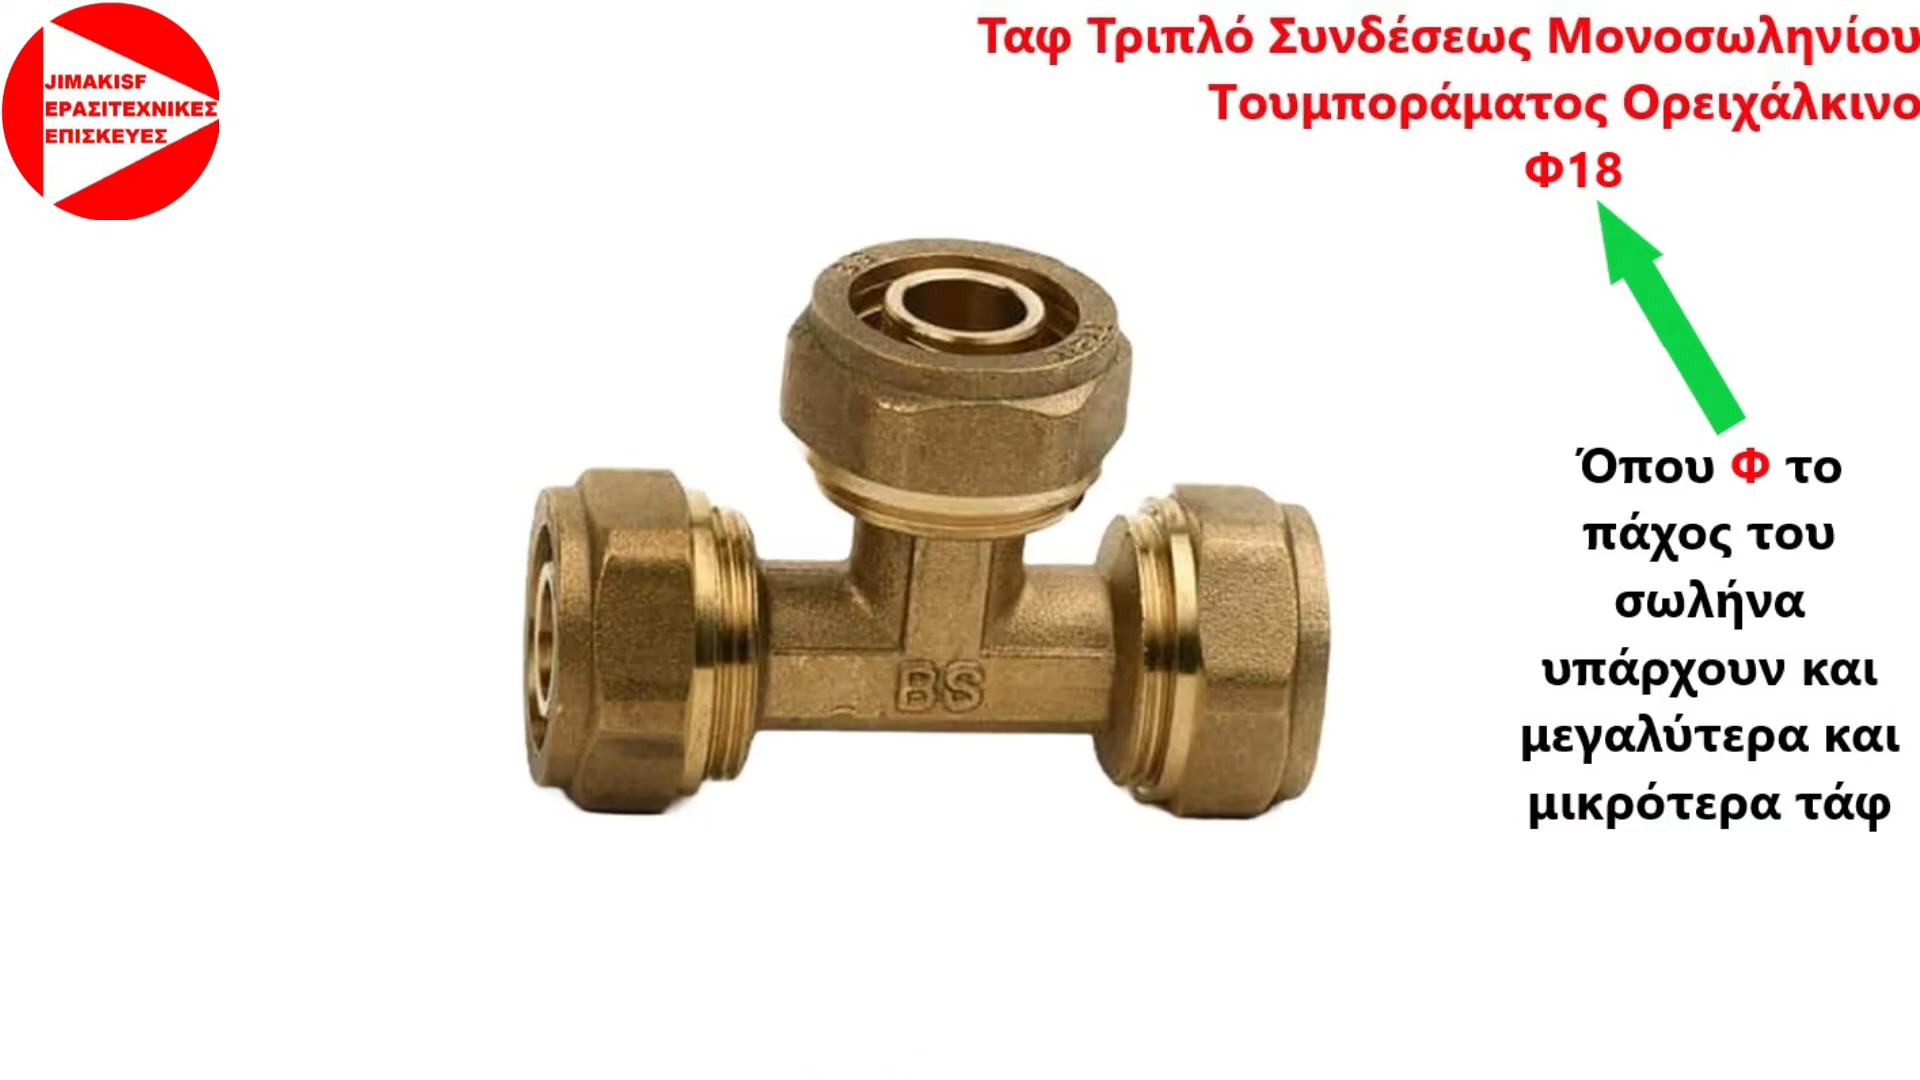 JIMAKISF
ΕΡΑΣΙΤΕΧΝΙΚΕΣ
ΕΠΙΣΚΕΥΕΣ
Ταφ Τριπλό Συνδέσεως Μονοσωληνίου
Τουμποράματος Ορειχάλκινο
Φ18
Όπου Φ το
πάχος του
σωλήνα
υπάρχουν και
μεγαλύτερα και
μικρότερα τάφ
BS